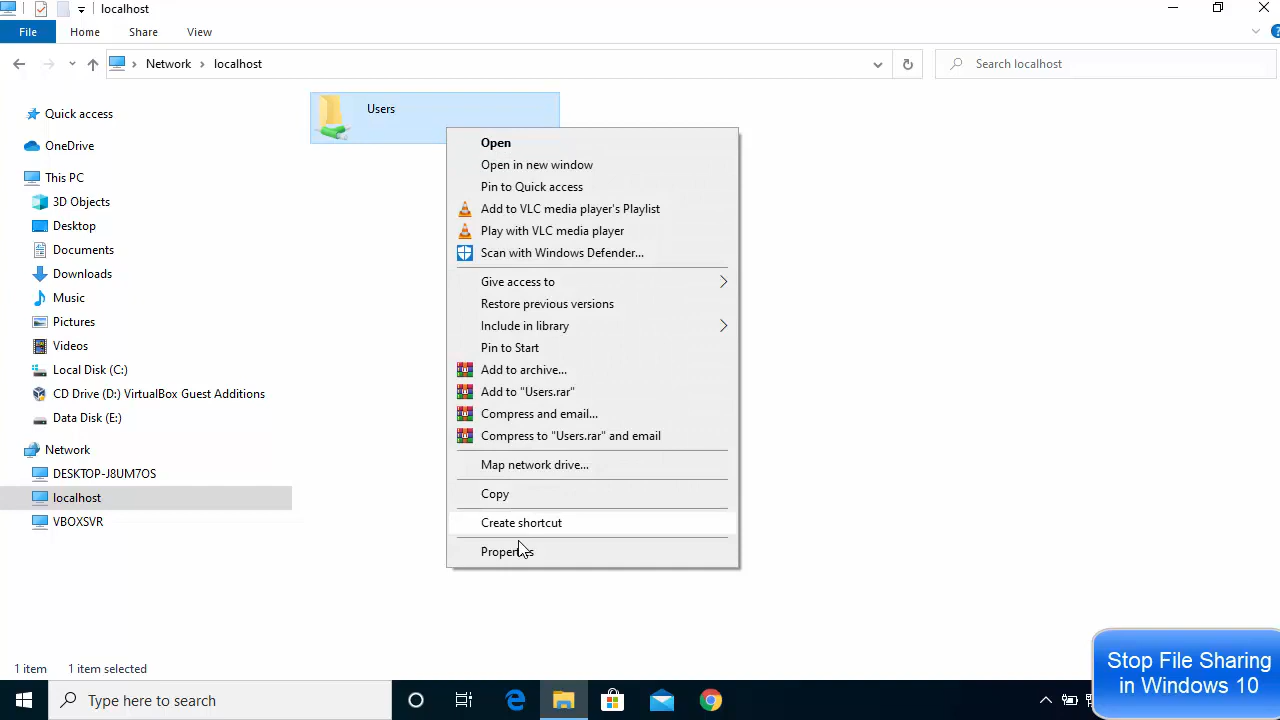 localhost
File
Home
Share
View
Network
localhost
Search localhost
Quick access
OneDrive
This PC
3D Objects
Desktop
Documents
Downloads
Music
Pictures
Videos
Local Disk (C:)
CD Drive (D:) VirtualBox Guest Additions
Data Disk (E:)
Network
DESKTOP-J8UM7OS
localhost
VBOXSVR
Users
Open
Open in new window
Pin to Quick access
Add to VLC media player's Playlist
Play with VLC media player
Scan with Windows Defender...
Give access to
Restore previous versions
Include in library
Pin to Start
Add to archive...
Add to "Users.rar"
Compress and email...
Compress to "Users.rar" and email
Map network drive...
Copy
Create shortcut
Properties
1 item
1 item selected
Stop File Sharing
in Windows 10
Type here to search